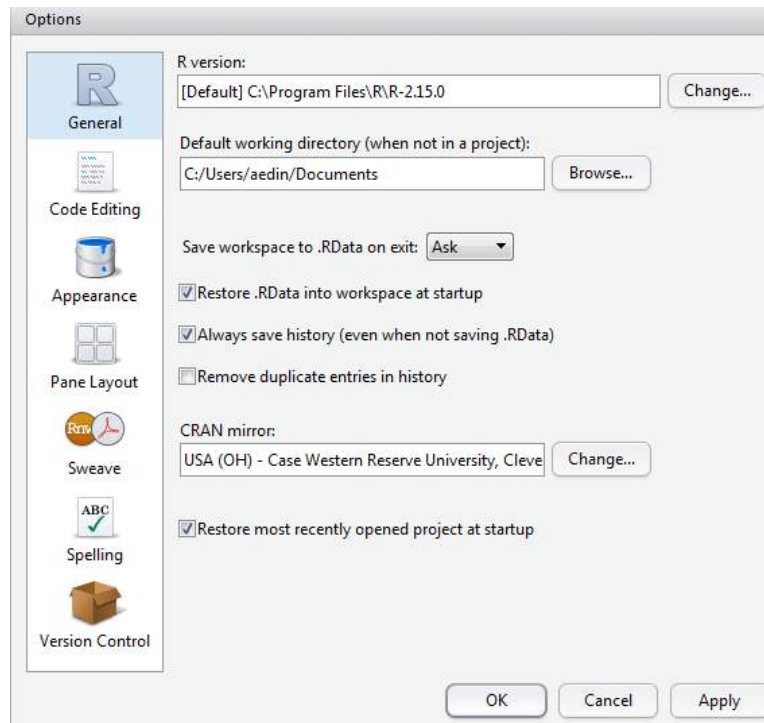 Options
General
Code Editing
Appearance
Pane Layout
Rnw
Sweave
ABC
Spelling
Version Control
R version:
[Default] C:\Program Files\R\R-2.15.0
Change...
Default working directory (when not in a project):
C:/Users/aedin/Documents
Browse...
Save workspace to .RData on exit: Ask
Restore .RData into workspace at startup
Always save history (even when not saving .RData)
Remove duplicate entries in history
CRAN mirror:
USA (OH) - Case Western Reserve University, Cleve
Change...
Restore most recently opened project at startup
OK
Cancel
Apply